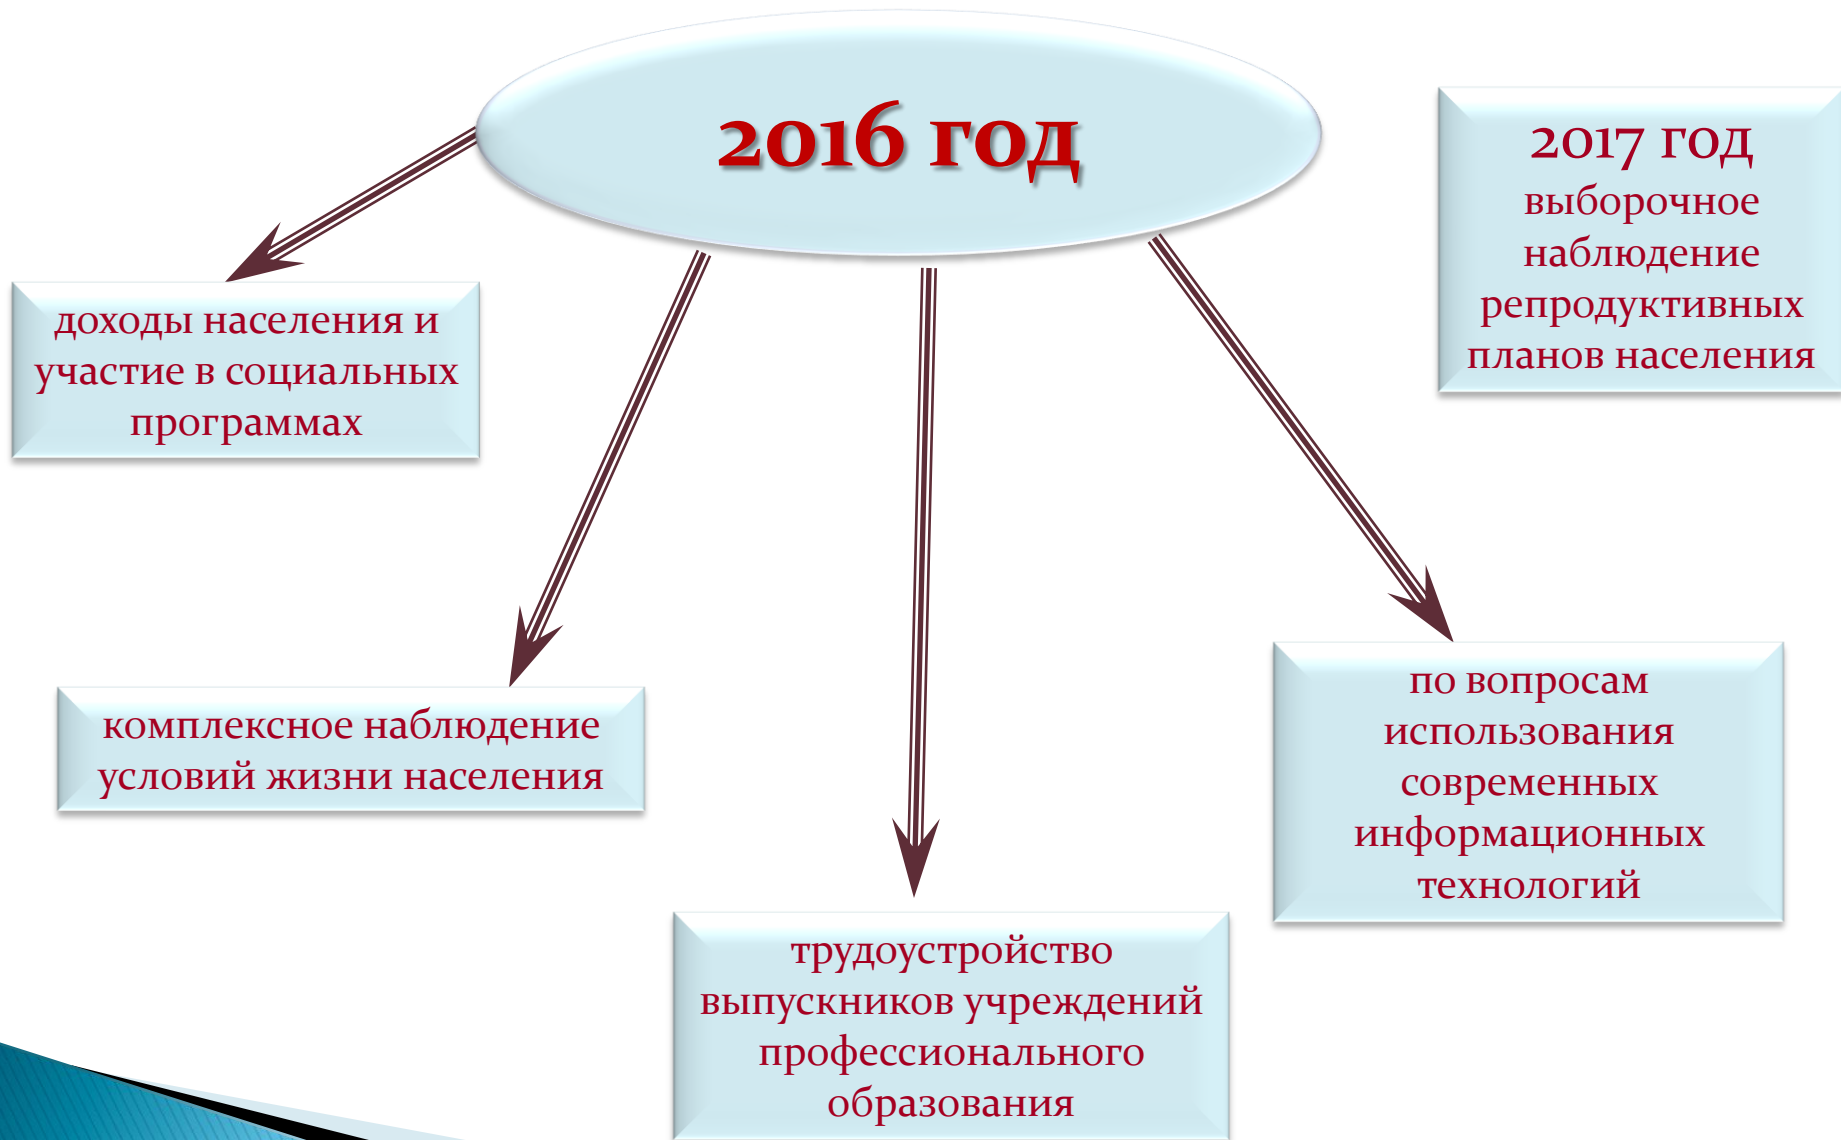 2016 год
2017 год
выборочное
наблюдение
репродуктивных
планов населения
доходы населения и
участие в социальных
программах
комплексное наблюдение
условий жизни населения
трудоустройство
выпускников учреждений
профессионального
образования
по вопросам
использования
современных
информационных
технологий